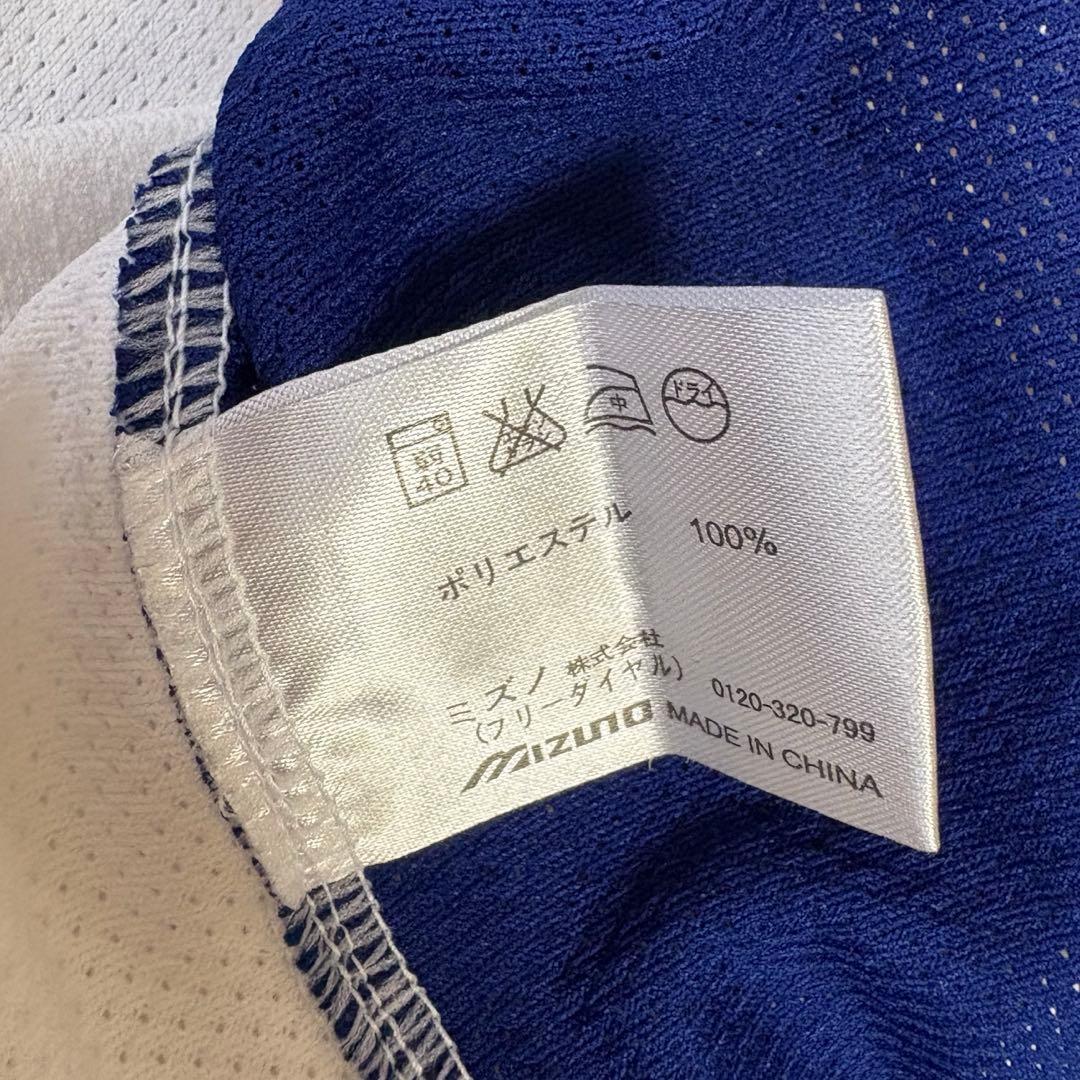 弱 40 中 ドライ
ポリエステル 100%
ミズノ 株式会社
(フリーダイヤル) 0120-320-799
MIZUNO MADE IN CHINA